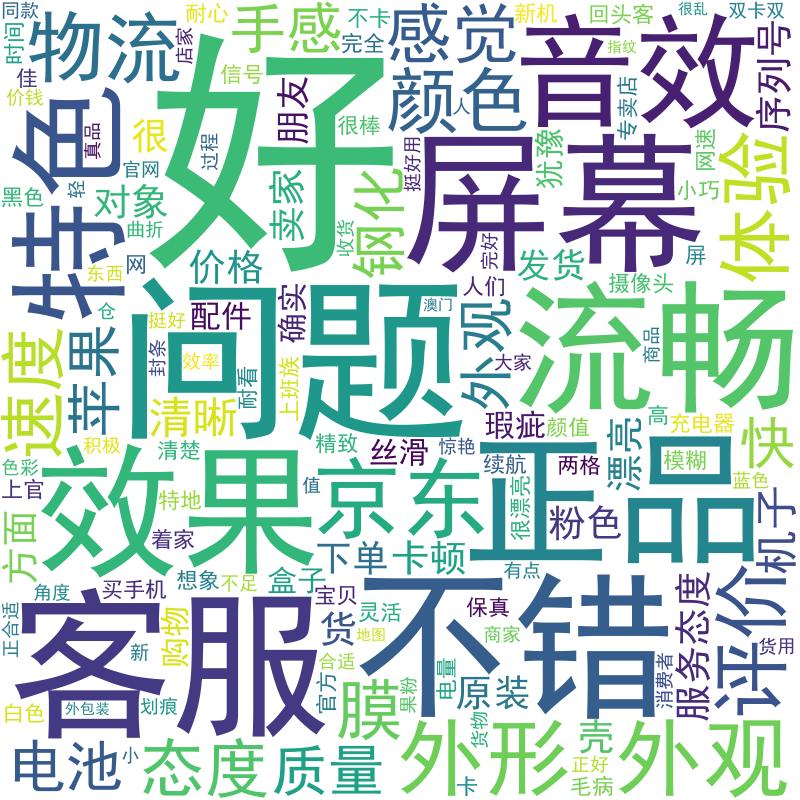 同款
耐心
手感
不卡
感觉
新机
回头客
很乱
双卡双
时间
物流
店家
信号
完全
音效
指纹
专卖店
序列号
佳
价钱
真品
好
朋友
很棒
颜色
人
特色
很
过程
挺好用
犹豫
网速
体验
黑色
轻
官网
对象
卖家
钢化
屏幕
小巧
曲折
收货
完好
屏
东西
网
价格
发货
摄像头
人们
仓
挺好
配件
确实
澳门
外观
流畅
速度
苹果
问题
封条
效率
耐看
上班族
大家
商品
清晰
积极
清楚
精致
丝滑
惊艳
瑕疵
颜值
高
充电器
色彩
上官
效果
特地
值
京东
续航
很漂亮
正品
两格
漂亮
模糊
快
蓝色
方面
着家
粉色
机子
下单
卡顿
有点
角度
买手机
想象
不足
盒子
宝贝
灵活
保真
不错
评价
正合适
客服
购物
新
货
地图
商家
服务态度
消费者
货用
白色
外包装
划痕
官方
合适
膜
果粉
电量
原装
电池
小
态度
质量
外形
货物
卡
壳
正好
毛病
外观